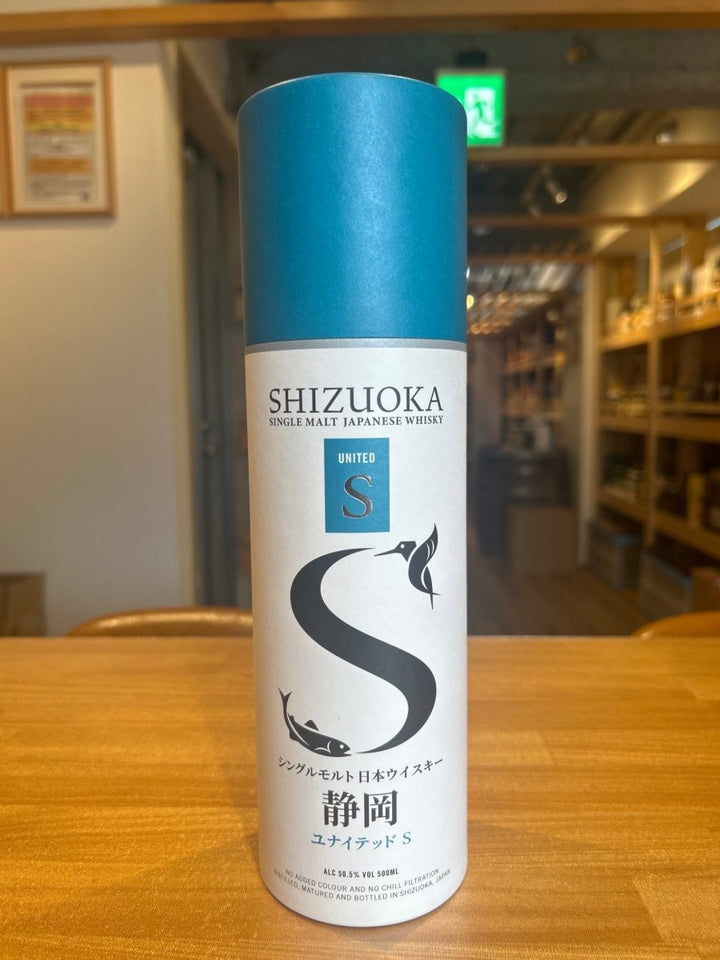 SHIZUOKA
SINGLE MALT JAPANESE WHISKY
UNITED
S
シングルモルト日本ウイスキー
静岡
ユナイテッド S
ALC 50.5% VOL 500ML
NO ADDED COLOUR AND NO CHILL FILTRATION
DISTILLED, MATURED AND BOTTLED IN SHIZUOKA, JAPAN